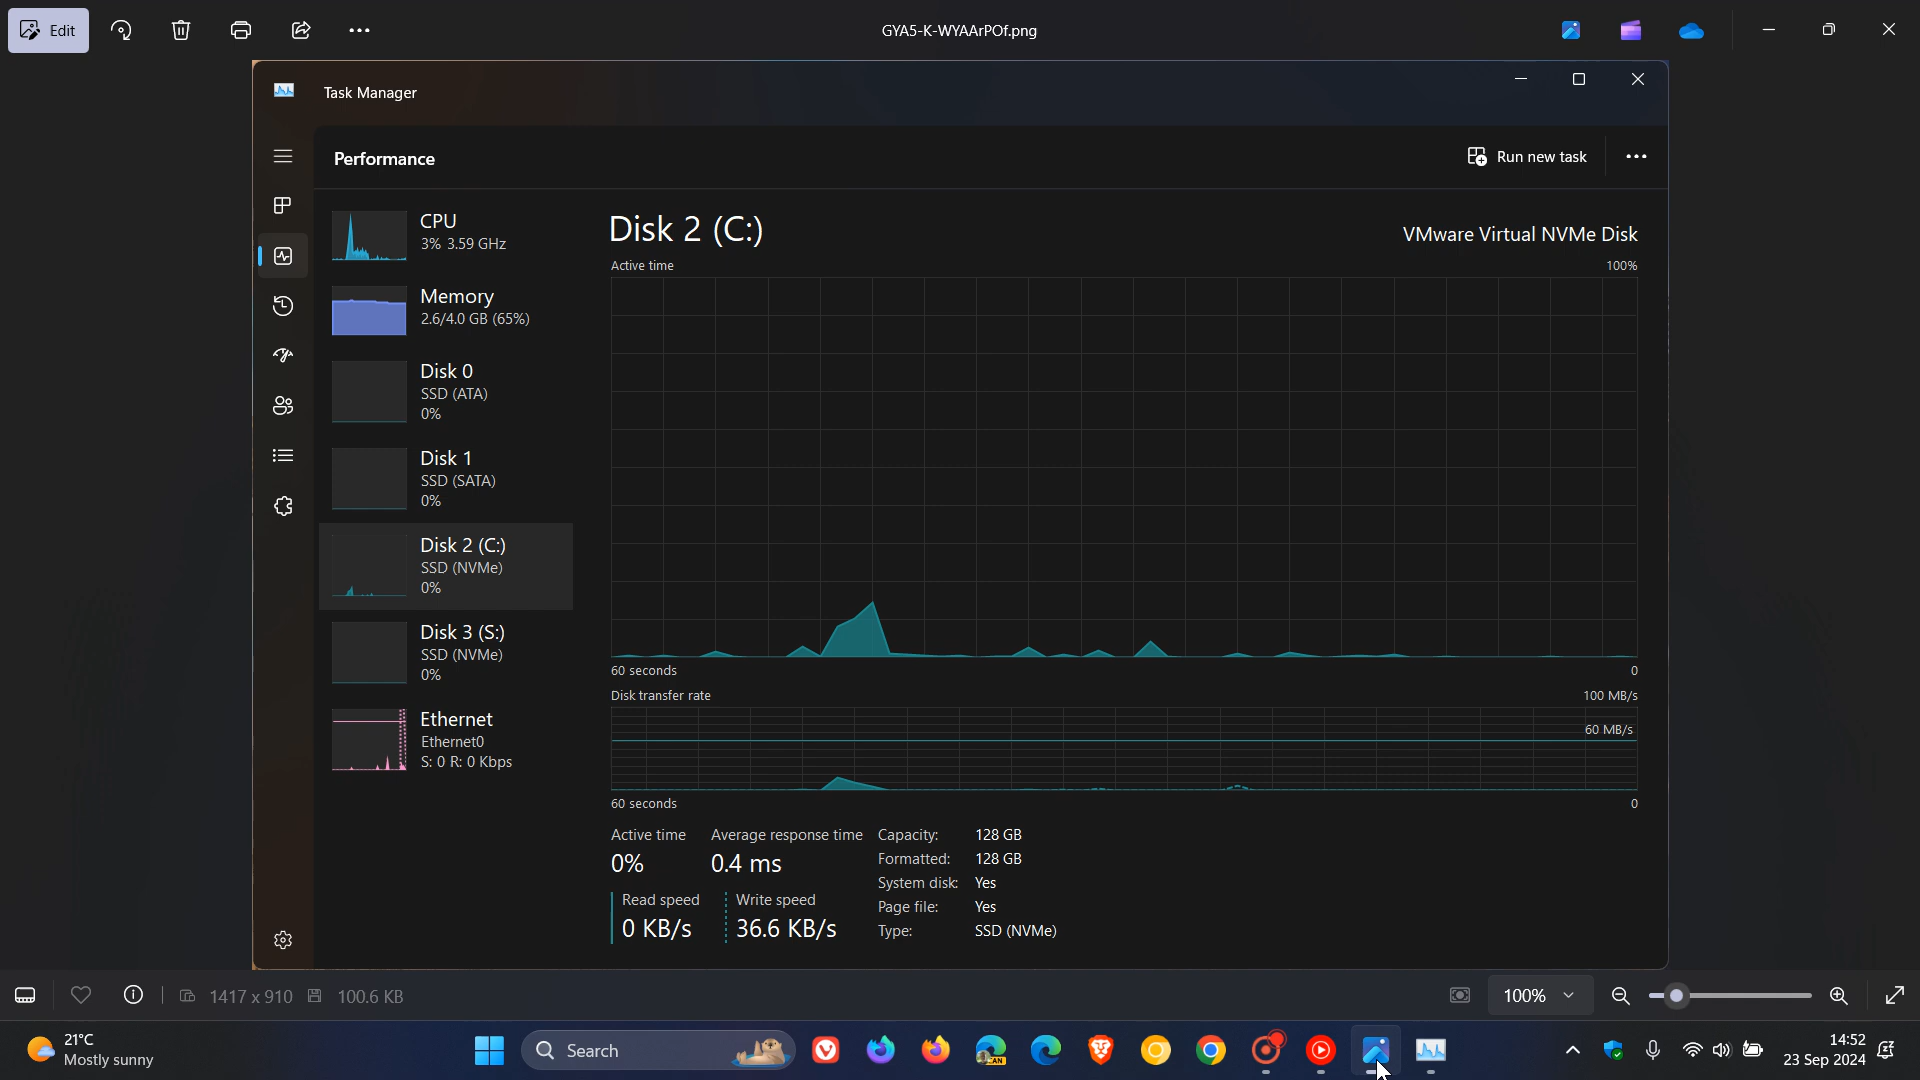 Edit
GYA5-K-WYAArPOf.png
Task Manager
Performance
Run new task
CPU
3% 3.59 GHz
Memory
2.6/4.0 GB (65%)
Disk 0
SSD (ATA)
0%
Disk 1
SSD (SATA)
0%
Disk 2 (C:)
SSD (NVMe)
0%
Disk 3 (S:)
SSD (NVMe)
0%
Ethernet
Ethernet0
S: 0 R: 0 Kbps
Disk 2 (C:)
VMware Virtual NVMe Disk
Active time
100%
60 seconds
0
Disk transfer rate
100 MB/s
60 MB/s
60 seconds
0
Active time
0%
Average response time
0.4 ms
Read speed
0 KB/s
Write speed
36.6 KB/s
Capacity: 128 GB
Formatted: 128 GB
System disk: Yes
Page file: Yes
Type: SSD (NVMe)
1417 x 910
100.6 KB
100%
21°C
Mostly sunny
Search
CAN
14:52
23 Sep 2024